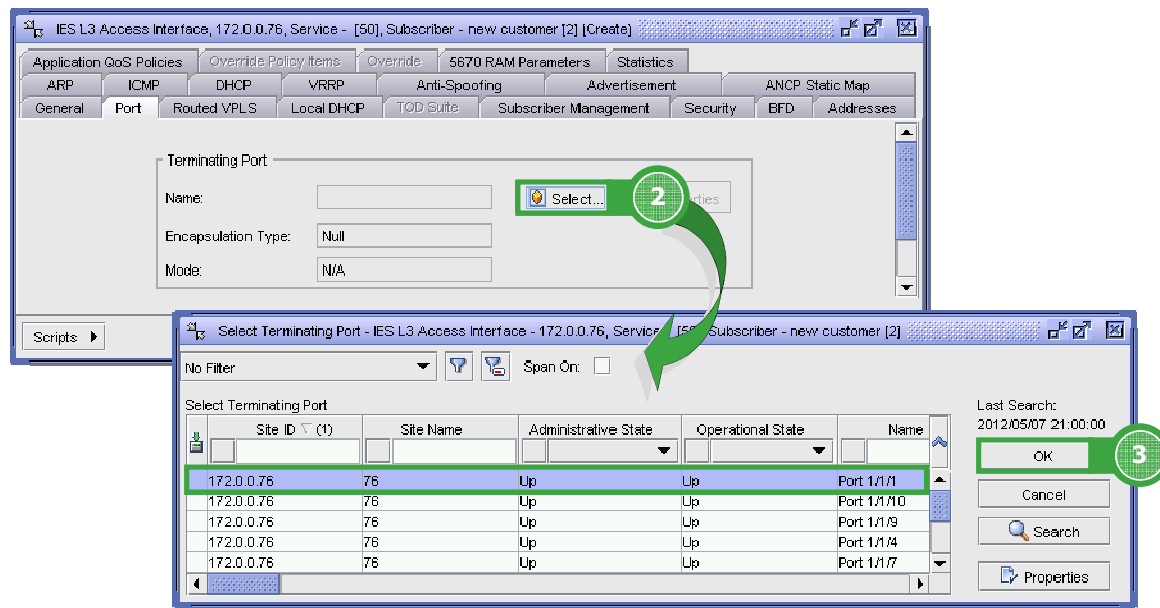 IES L3 Access Interface, 172.0.0.76, Service - [50], Subscriber - new customer [2] [Create]
Application QoS Policies Override Policy Items Override 5670 RAM Parameters Statistics
ARP ICMP DHCP VRRP Anti-Spoofing Advertisement ANCP Static Map
General Port Routed VPLS Local DHCP TOD Suite Subscriber Management Security BFD Addresses
Terminating Port
Name: Select... 2
Encapsulation Type: Null
Mode: N/A
Scripts
Select Terminating Port - IES L3 Access Interface - 172.0.0.76, Service - Subscriber - new customer [2]
No Filter Span On:
Select Terminating Port
Last Search:
2012/05/07 21:00:00
Site ID (1) Site Name Administrative State Operational State Name
OK 3
172.0.0.76 76 Up Up Port 1/1/1
172.0.0.76 76 Up Up Port 1/1/10
172.0.0.76 76 Up Up Port 1/1/9
172.0.0.76 76 Up Up Port 1/1/4
172.0.0.76 76 Up Up Port 1/1/7
Cancel
Search
Properties